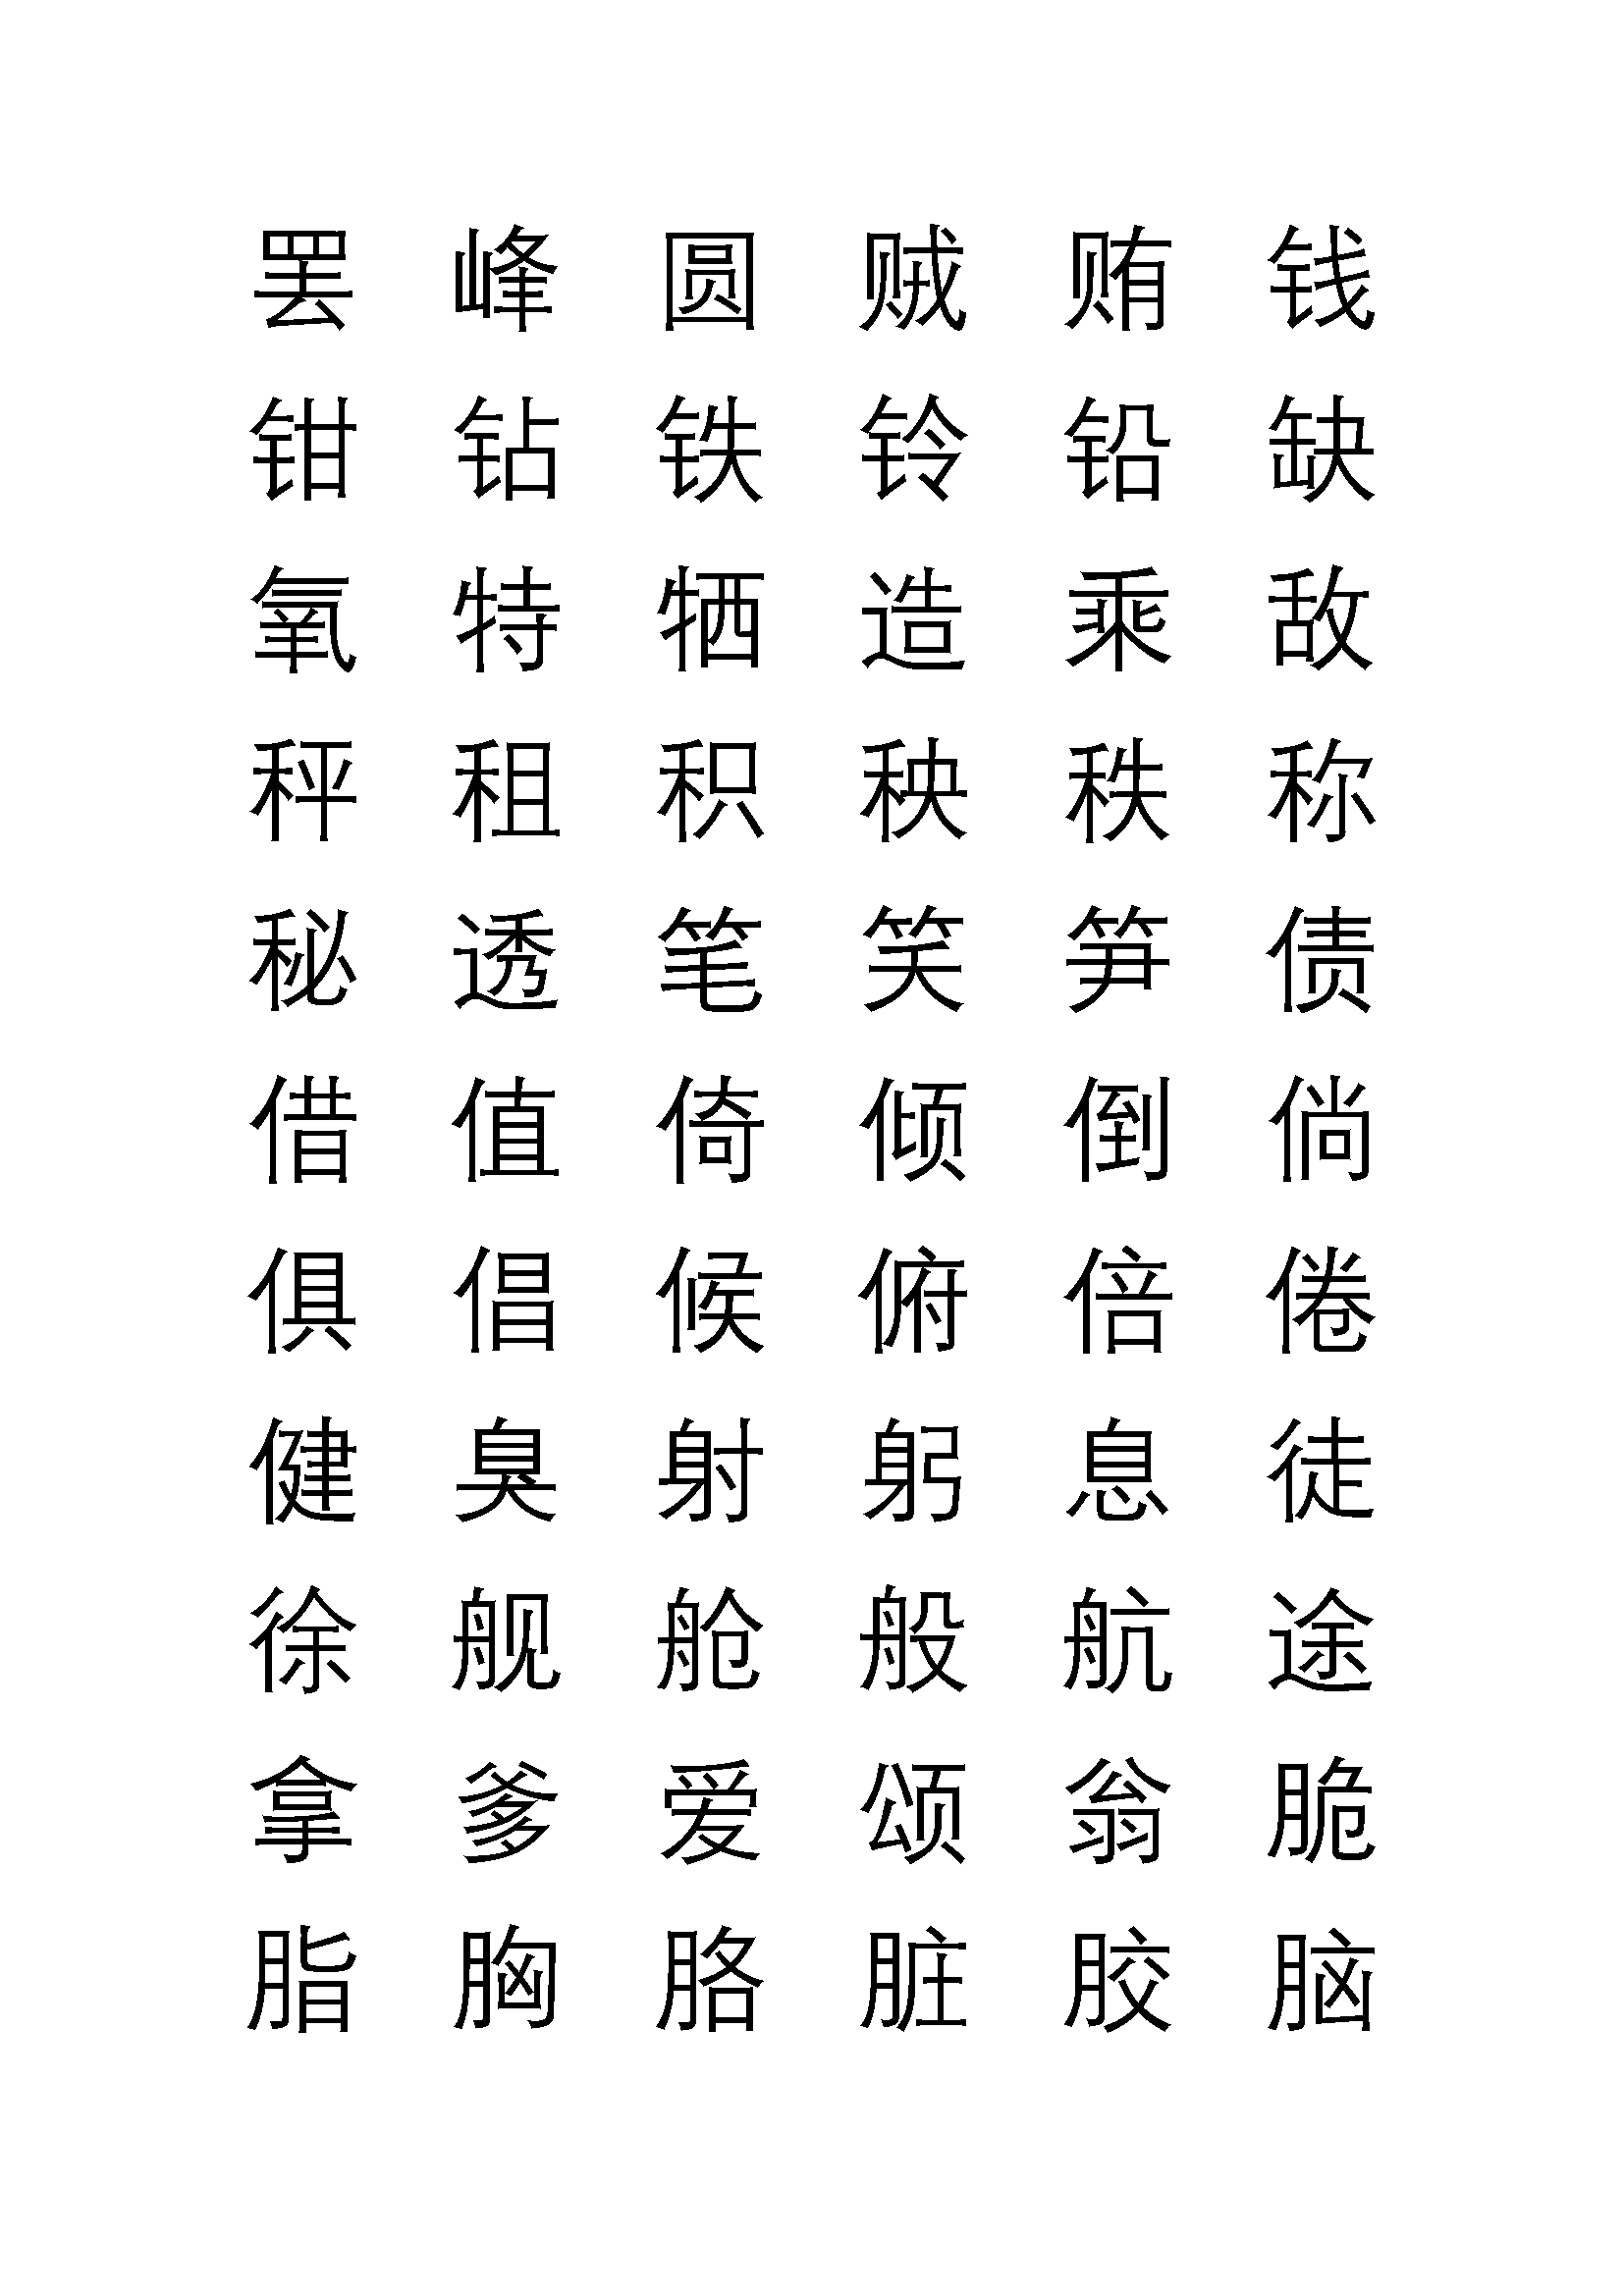 罢 峰 圆 贼 贿 钱
钳 钻 铁 铃 铅 缺
氧 特 牺 造 乘 敌
秤 租 积 秧 秩 称
秘 透 笔 笑 笋 债
借 值 倚 倾 倒 倘
俱 倡 候 俯 倍 倦
健 臭 射 躬 息 徒
徐 舰 舱 般 航 途
拿 爹 爱 颂 翁 脆
脂 胸 胳 脏 胶 脑